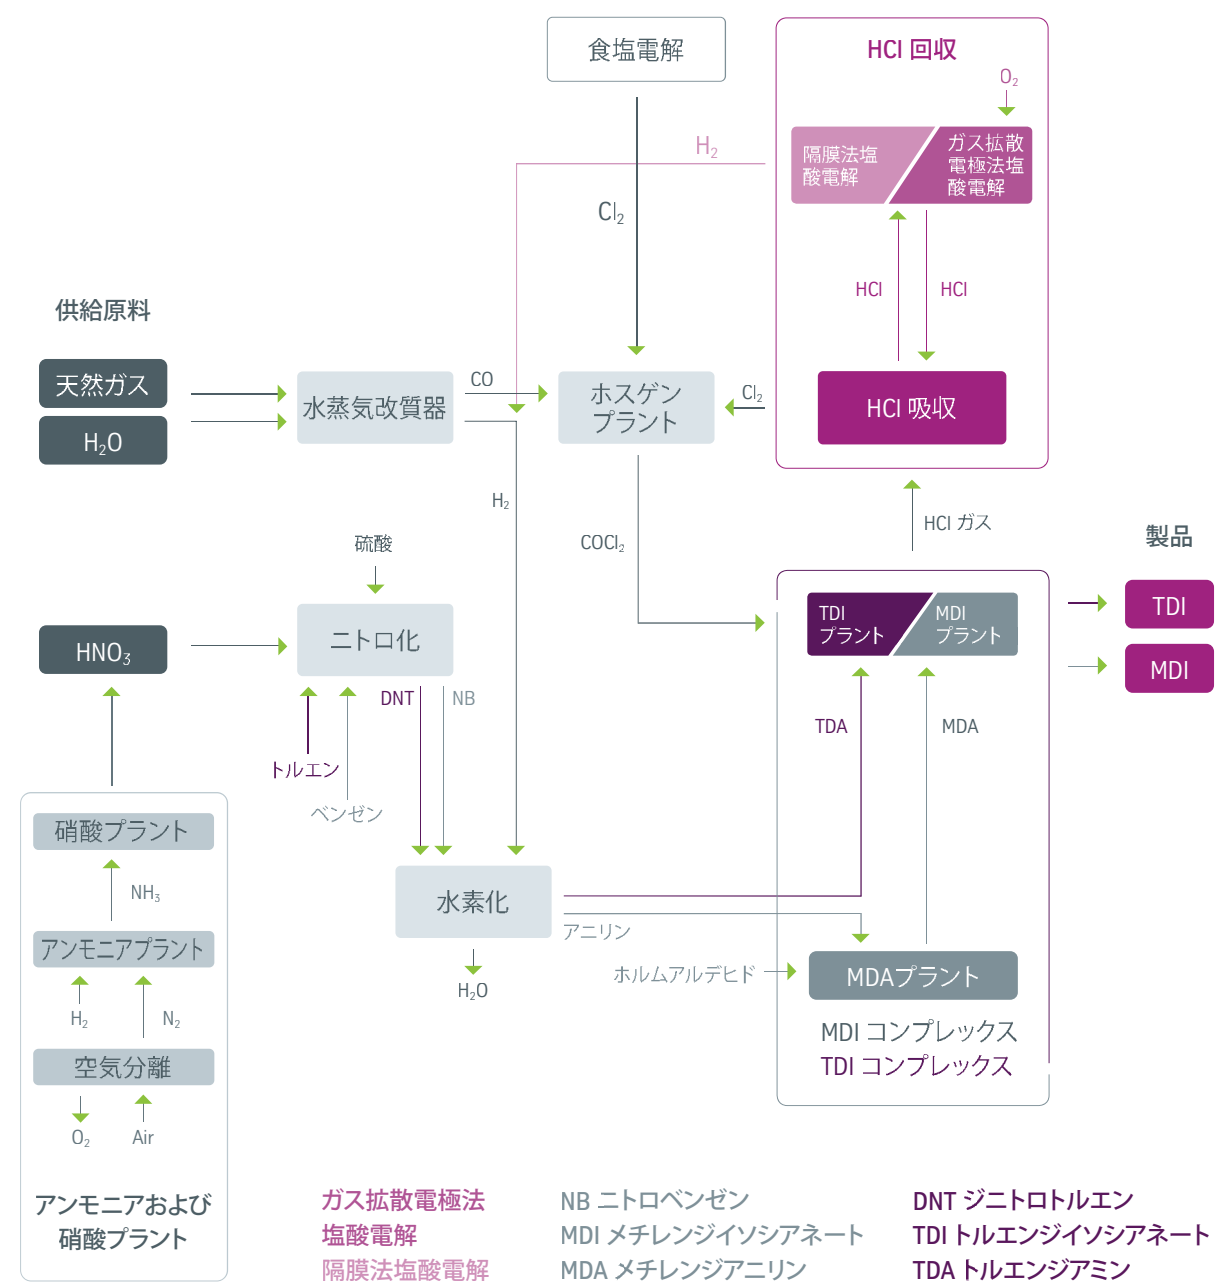 食塩電解
HCl 回収
O₂
隔膜法塩
酸電解
ガス拡散
電極法塩
酸電解
H₂
Cl₂
HCl
HCl
供給原料
天然ガス
H₂O
水蒸気改質器
CO
ホスゲン
プラント
Cl₂
HCl 吸収
H₂
COCl₂
HCl ガス
製品
硫酸
HNO₃
ニトロ化
TDI
プラント
MDI
プラント
TDI
MDI
DNT
NB
TDA
MDA
トルエン
ベンゼン
硝酸プラント
NH₃
アンモニアプラント
H₂
N₂
空気分離
O₂
Air
アンモニアおよび
硝酸プラント
水素化
アニリン
H₂O
ホルムアルデヒド
MDAプラント
MDI コンプレックス
TDI コンプレックス
ガス拡散電極法
塩酸電解
隔膜法塩酸電解
NB ニトロベンゼン
MDI メチレンジイソシアネート
MDA メチレンジアニリン
DNT ジニトロトルエン
TDI トルエンジイソシアネート
TDA トルエンジアミン